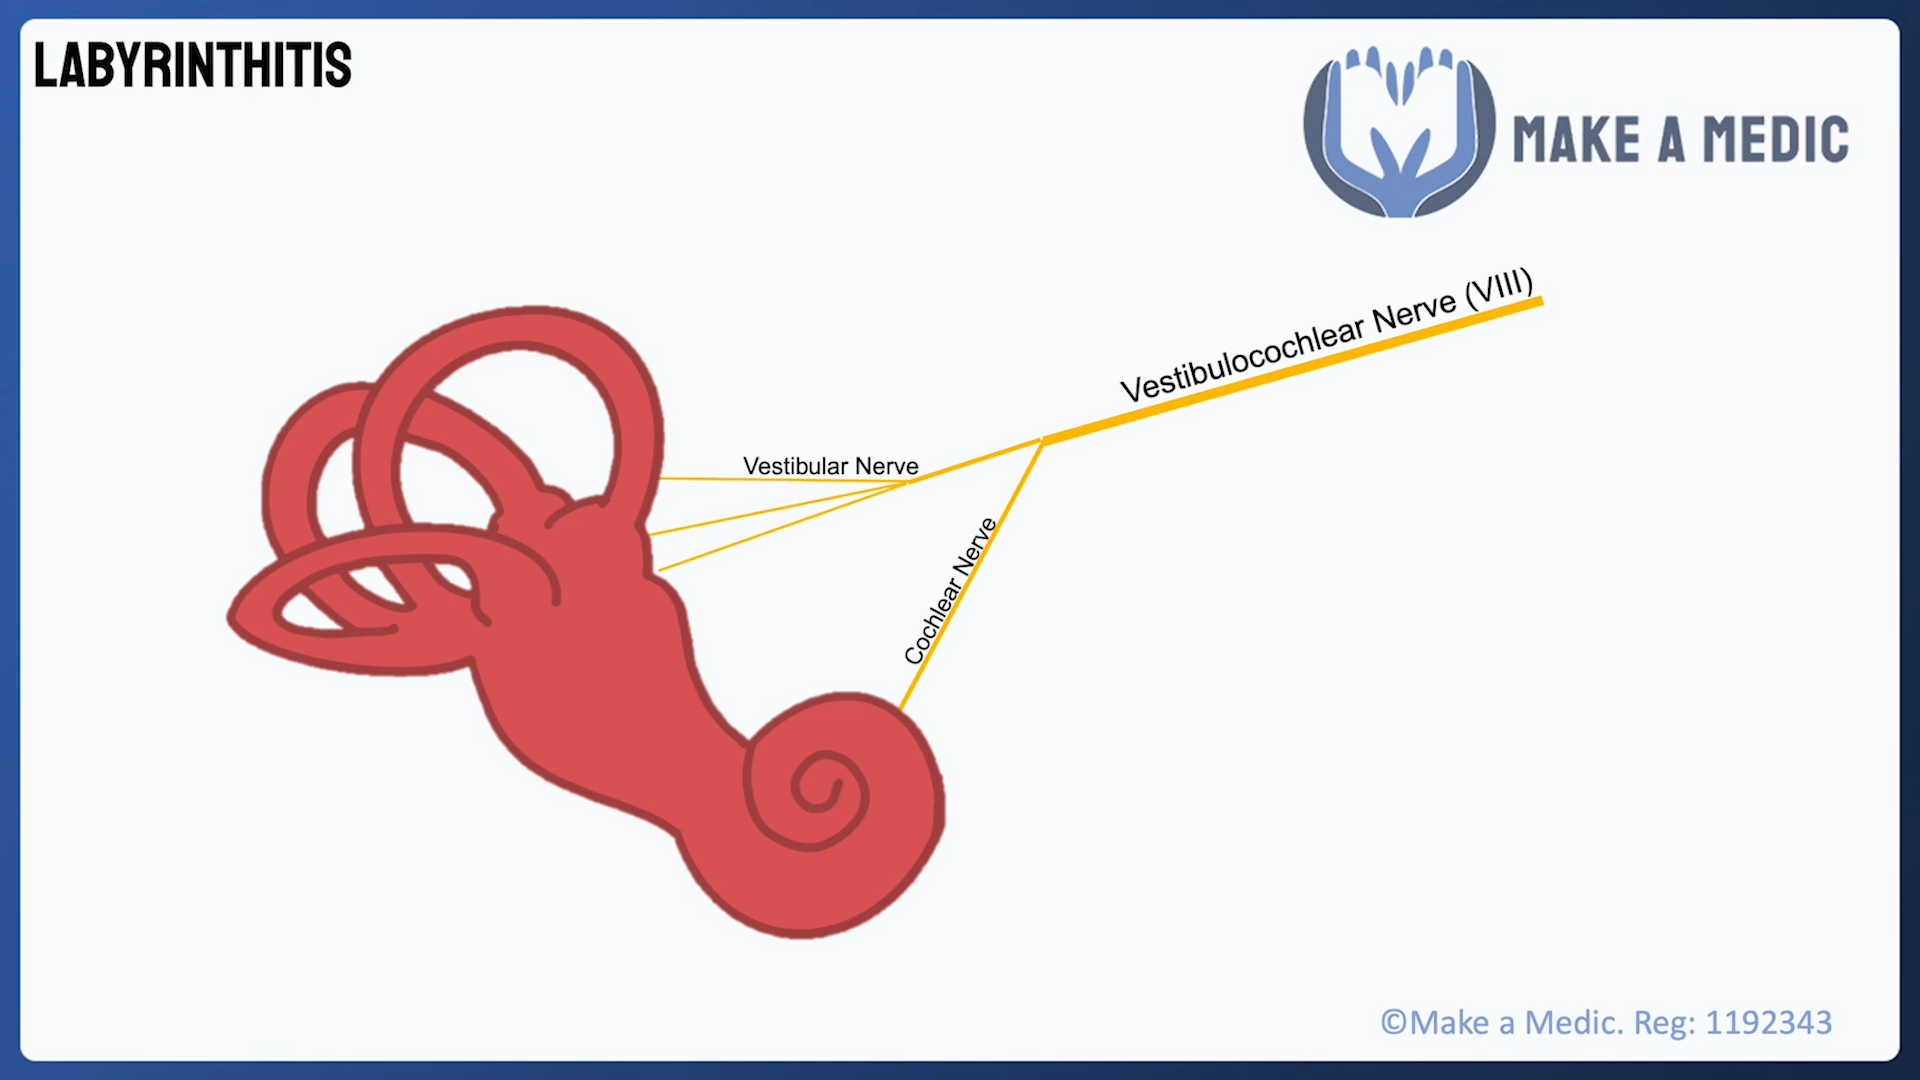 LABYRINTHITIS
MAKE A MEDIC
Vestibulocochlear Nerve (VIII)
Vestibular Nerve
Cochlear Nerve
©Make a Medic. Reg: 1192343